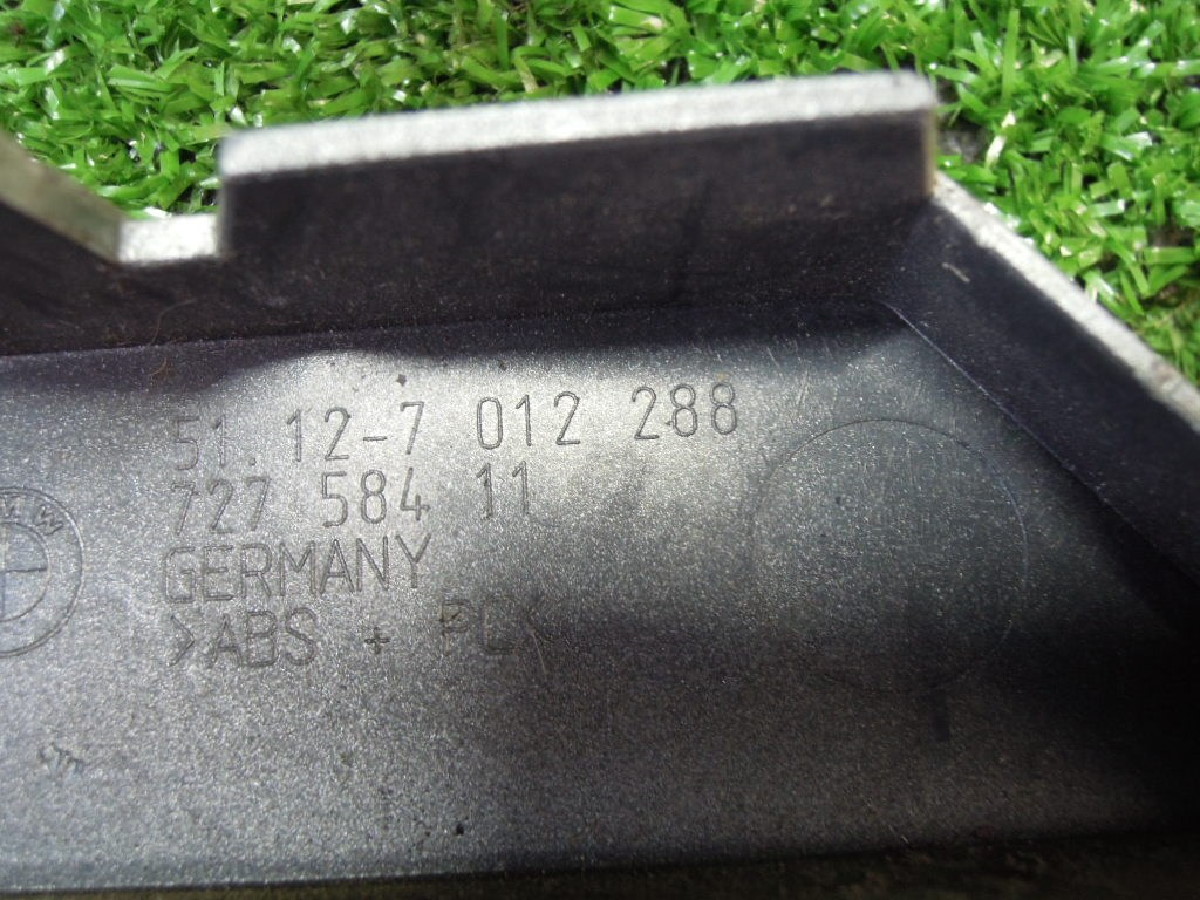 51.12-7 012 288
727 584 11
GERMANY
>ABS + PC<